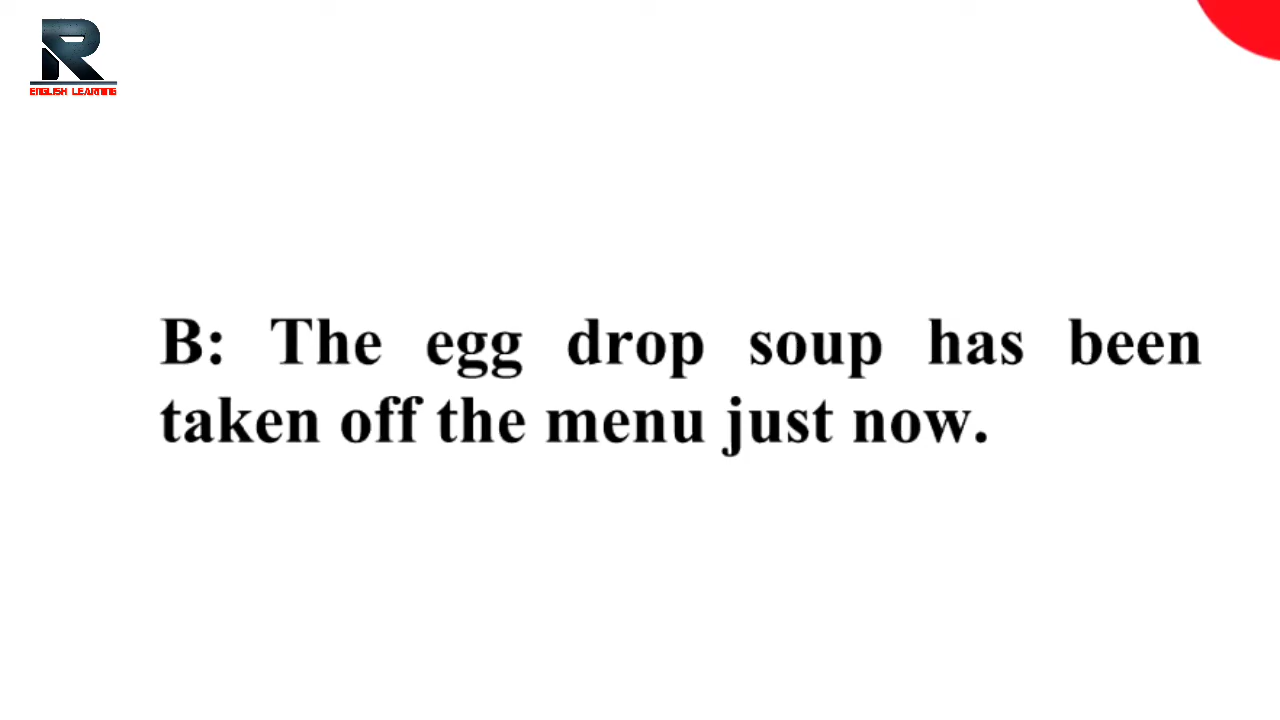 R
ENGLISH LEARNING
B: The egg drop soup has been
taken off the menu just now.